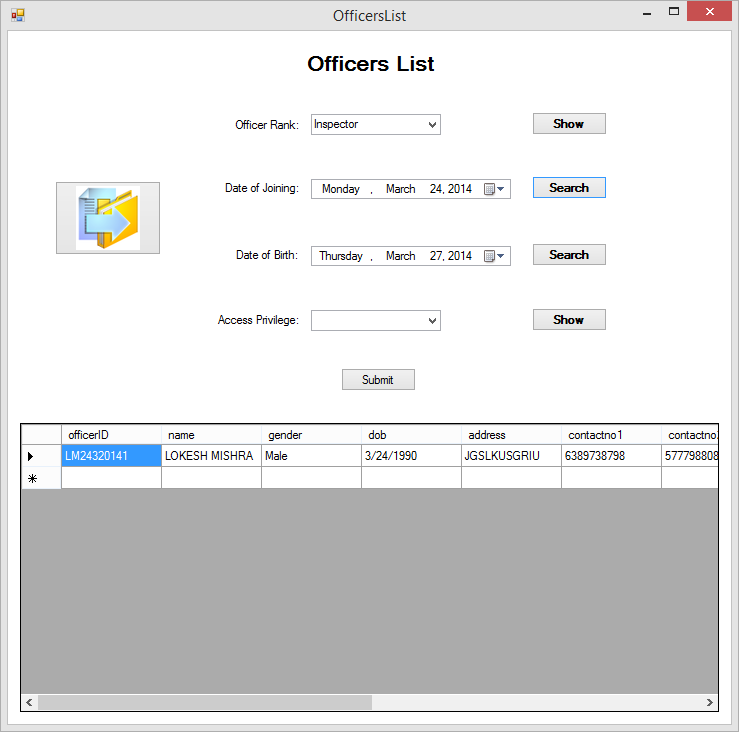 OfficersList
Officers List
Officer Rank: Inspector Show
Date of Joining: Monday , March 24, 2014 Search
Date of Birth: Thursday , March 27, 2014 Search
Access Privilege: Show
Submit
officerID name gender dob address contactno1 contactno
LM24320141 LOKESH MISHRA Male 3/24/1990 JGSLKUSGRIU 6389738798 577798808